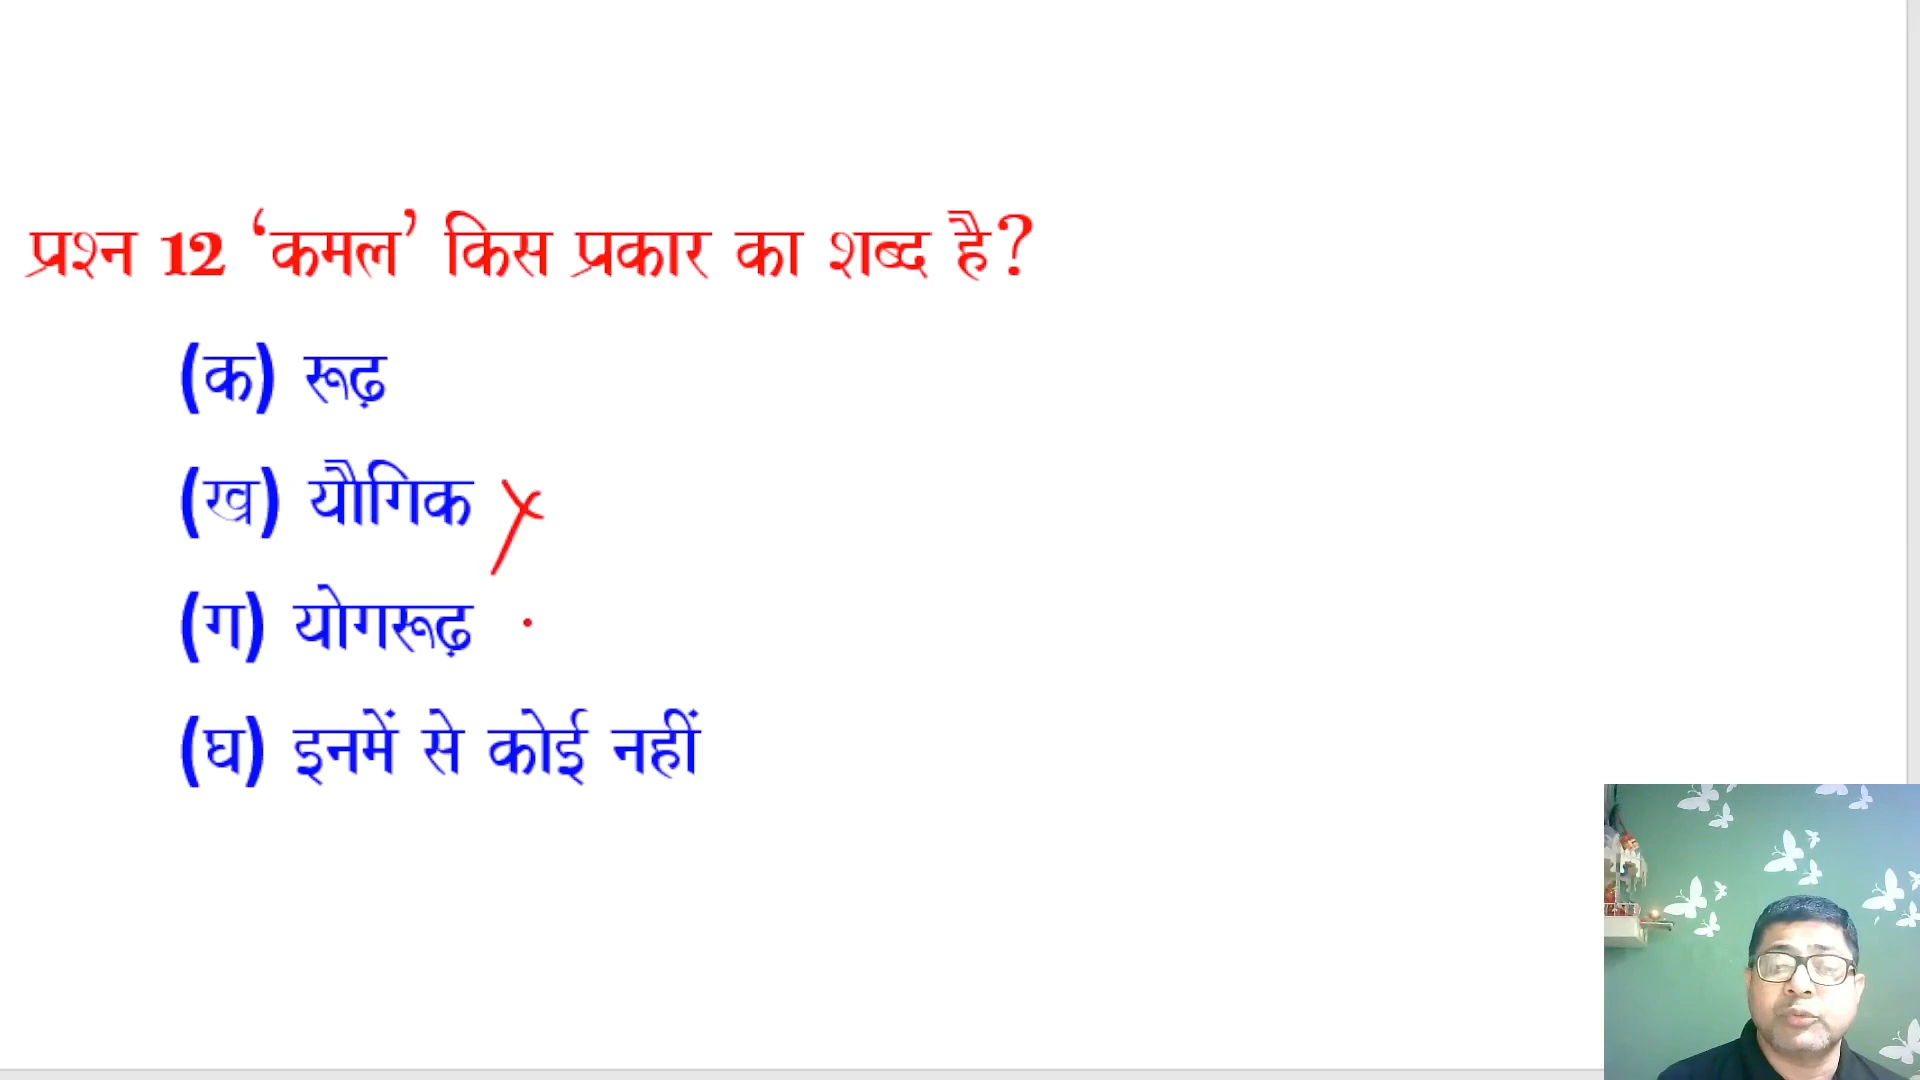 प्रश्न 12 ‘कमल’ किस प्रकार का शब्द है?
(क) रूढ़
(ख) यौगिक
(ग) योगरूढ़
(घ) इनमें से कोई नहीं